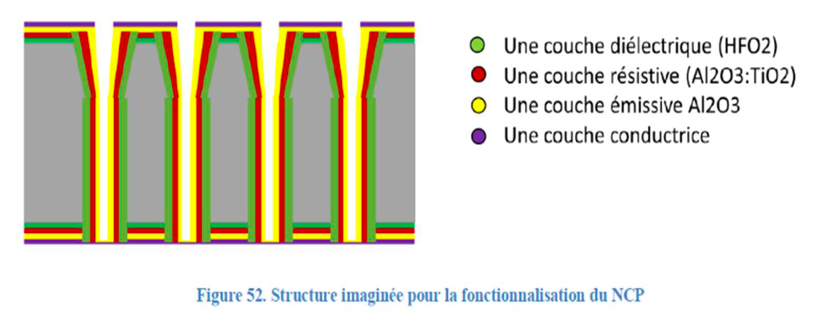 Une couche diélectrique (HFO2)
Une couche résistive (Al2O3:TiO2)
Une couche émissive Al2O3
Une couche conductrice
Figure 52. Structure imaginée pour la fonctionnalisation du NCP